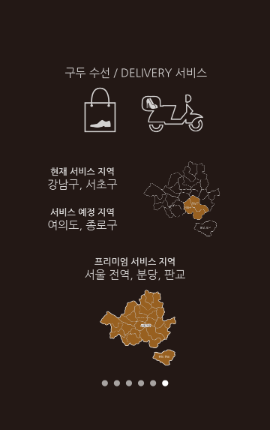 구두 수선 / DELIVERY 서비스
현재 서비스 지역
강남구, 서초구
서비스 예정 지역
여의도, 종로구
프리미엄 서비스 지역
서울 전역, 분당, 판교